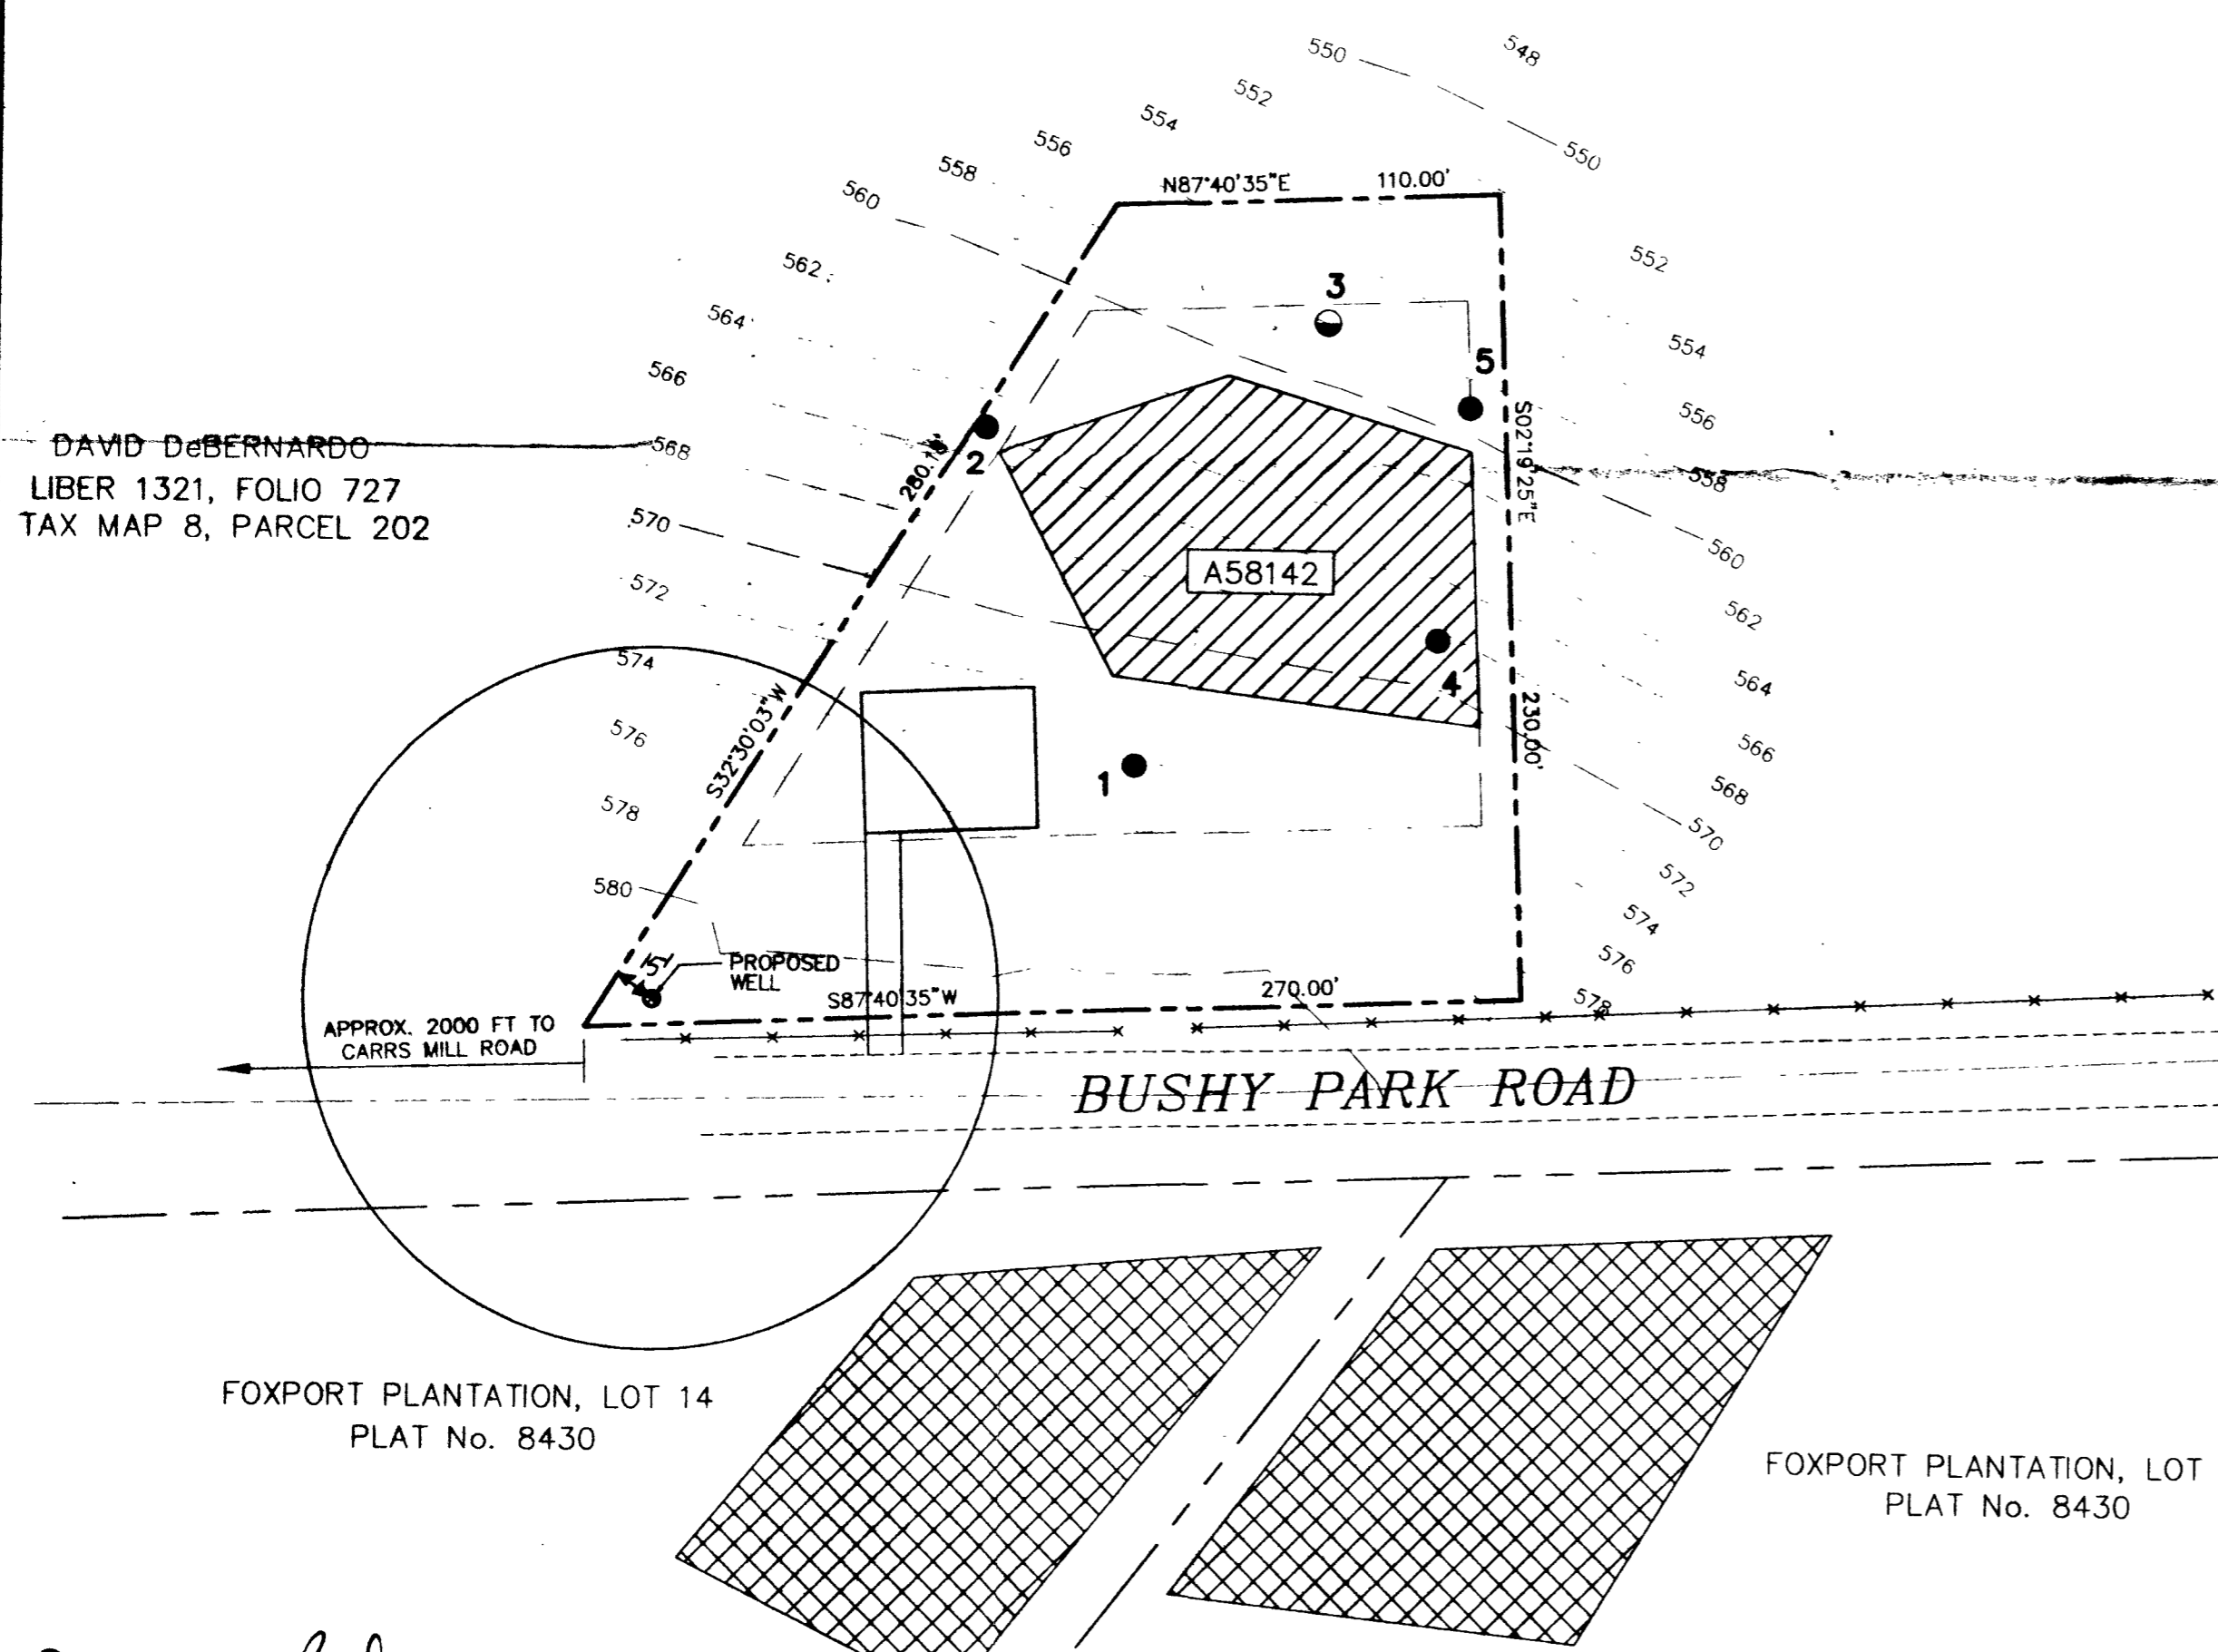 548
550
552
554
556
550
558
N87°40'35"E 110.00'
560
562
552
564
3
554
566
5
556
DAVID DeBERNARDO
LIBER 1321, FOLIO 727
TAX MAP 8, PARCEL 202
568
2
S02°19'25"E
558
570
560
A58142
572
562
574
4
564
S32°30'03"W
230.00'
576
566
1
568
578
570
572
580
574
15'
PROPOSED
WELL
576
S87°40'35"W 270.00'
578
APPROX. 2000 FT TO
CARRS MILL ROAD
BUSHY PARK ROAD
FOXPORT PLANTATION, LOT 14
PLAT No. 8430
FOXPORT PLANTATION, LOT
PLAT No. 8430